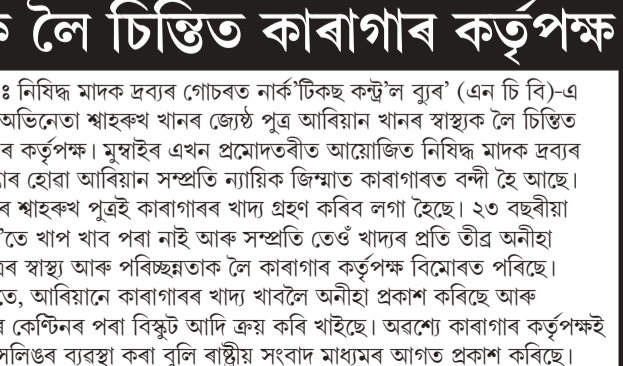 লৈ চিন্তিত কাৰাগাৰ কৰ্তৃপক্ষ
ঃ নিষিদ্ধ মাদক দ্ৰব্যৰ গোচৰত নাৰ্ক'টিকছ কন্ট্ৰ'ল ব্যুৰ' (এন চি বি)-এ
অভিনেতা শ্বাহৰুখ খানৰ জ্যেষ্ঠ পুত্ৰ আৰিয়ান খানৰ স্বাস্থ্যক লৈ চিন্তিত
ৰ কৰ্তৃপক্ষ। মুম্বাইৰ এখন প্ৰমোদতৰীত আয়োজিত নিষিদ্ধ মাদক দ্ৰব্যৰ
হোৱা আৰিয়ান সম্প্ৰতি ন্যায়িক জিম্মাত কাৰাগাৰত বন্দী হৈ আছে।
ৰ শ্বাহৰুখ পুত্ৰই কাৰাগাৰৰ খাদ্য গ্ৰহণ কৰিব লগা হৈছে। ২৩ বছৰীয়া
'তে খাপ খাব পৰা নাই আৰু সম্প্ৰতি তেওঁ খাদ্যৰ প্ৰতি তীব্ৰ অনীহা
স্বাস্থ্য আৰু পৰিচ্ছন্নতাক লৈ কাৰাগাৰ কৰ্তৃপক্ষ বিমোৰত পৰিছে।
তে, আৰিয়ানে কাৰাগাৰৰ খাদ্য খাবলৈ অনীহা প্ৰকাশ কৰিছে আৰু
ৰ কেণ্টিনৰ পৰা বিস্কুট আদি ক্ৰয় কৰি খাইছে। অৱশ্যে কাৰাগাৰ কৰ্তৃপক্ষই
সলিঙৰ ব্যৱস্থা কৰা বুলি ৰাষ্ট্ৰীয় সংবাদ মাধ্যমৰ আগত প্ৰকাশ কৰিছে।